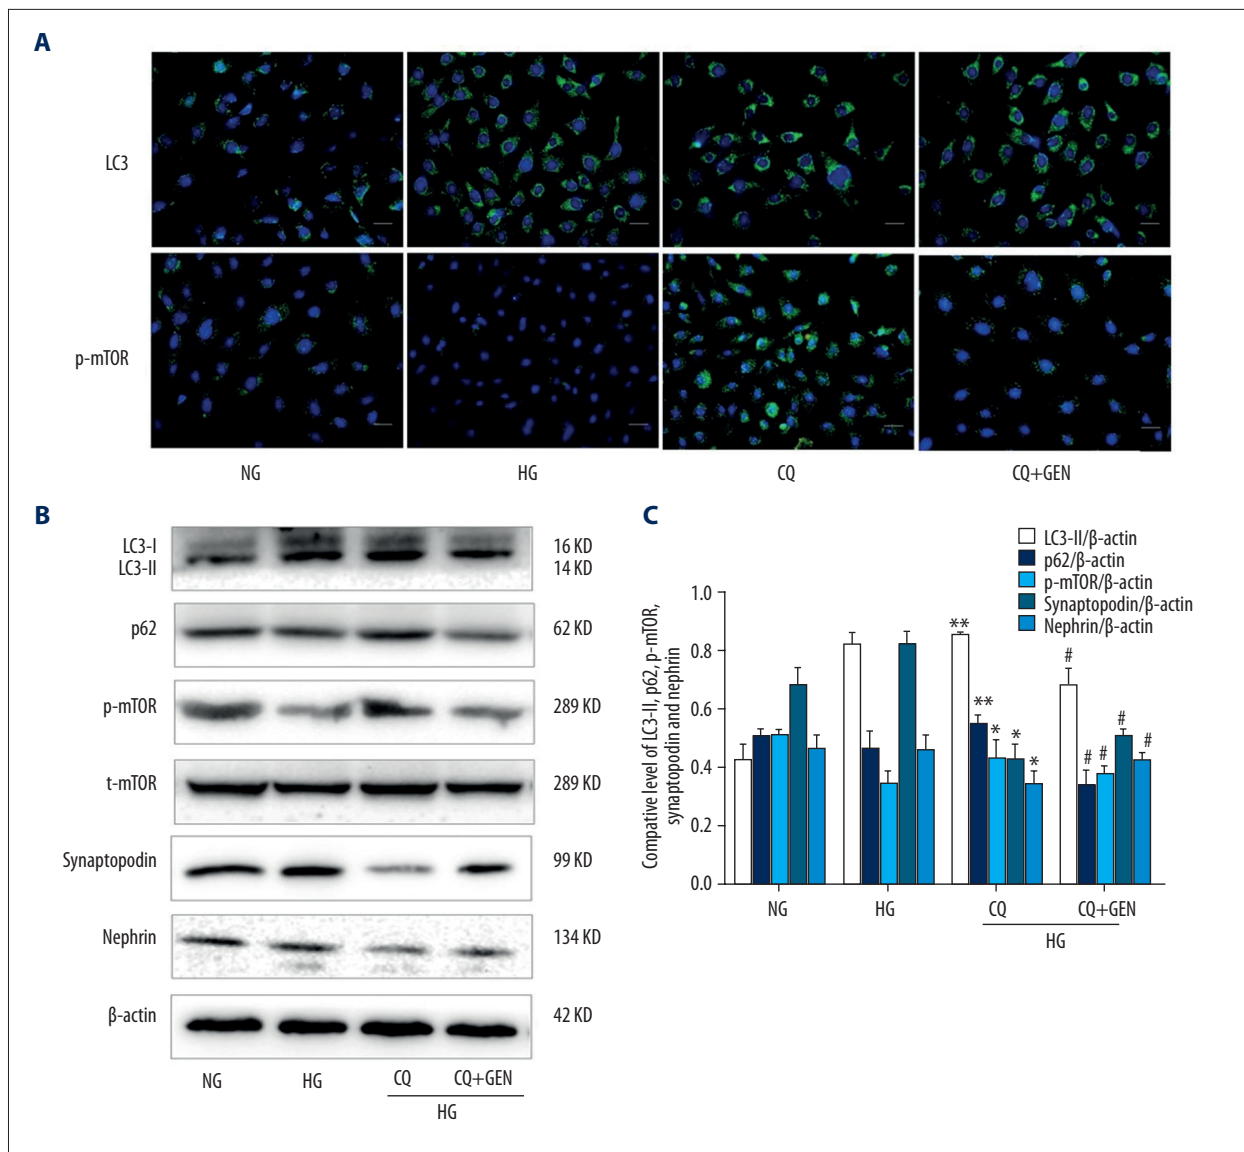 A
LC3
p-mTOR
NG HG CQ CQ+GEN
B
LC3-I 16 KD
LC3-II 14 KD
p62 62 KD
p-mTOR 289 KD
t-mTOR 289 KD
Synaptopodin 99 KD
Nephrin 134 KD
β-actin 42 KD
NG HG CQ CQ+GEN
HG
C
LC3-II/β-actin
p62/β-actin
p-mTOR/β-actin
Synaptopodin/β-actin
Nephrin/β-actin
Compative level of LC3-II, p62, p-mTOR,
synaptopodin and nephrin
1.0
0.8
0.6
0.4
0.2
0.0
** ** * * *
# # # # #
NG HG CQ CQ+GEN
HG